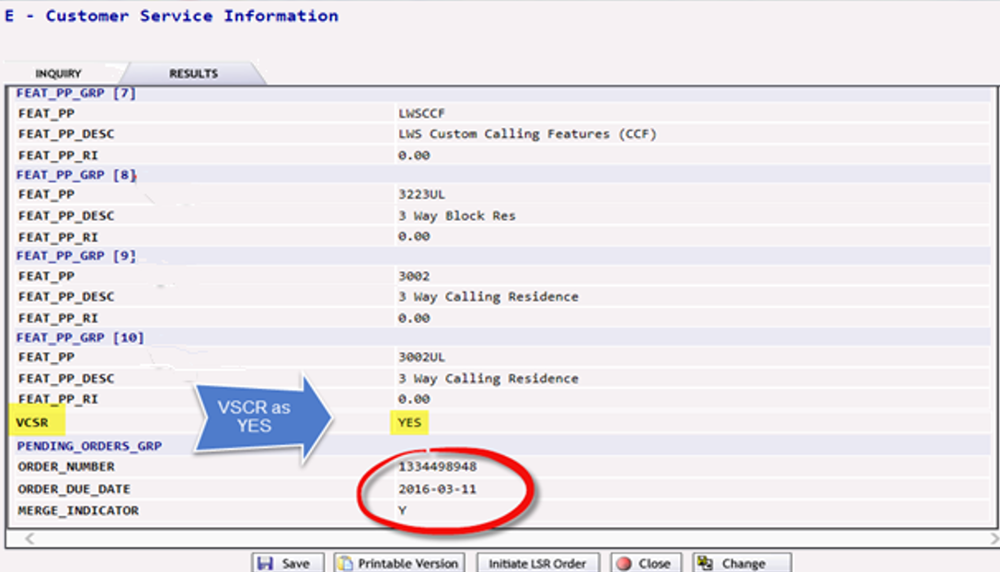 E - Customer Service Information
INQUIRY RESULTS
FEAT_PP_GRP [7]
FEAT_PP LWSCCF
FEAT_PP_DESC LWS Custom Calling Features (CCF)
FEAT_PP_RI 0.00
FEAT_PP_GRP [8]
FEAT_PP 3223UL
FEAT_PP_DESC 3 Way Block Res
FEAT_PP_RI 0.00
FEAT_PP_GRP [9]
FEAT_PP 3002
FEAT_PP_DESC 3 Way Calling Residence
FEAT_PP_RI 0.00
FEAT_PP_GRP [10]
FEAT_PP 3002UL
FEAT_PP_DESC 3 Way Calling Residence
FEAT_PP_RI 0.00
VSCR as
YES
VCSR YES
PENDING_ORDERS_GRP
ORDER_NUMBER 1334498948
ORDER_DUE_DATE 2016-03-11
MERGE_INDICATOR Y
Save Printable Version Initiate LSR Order Close Change